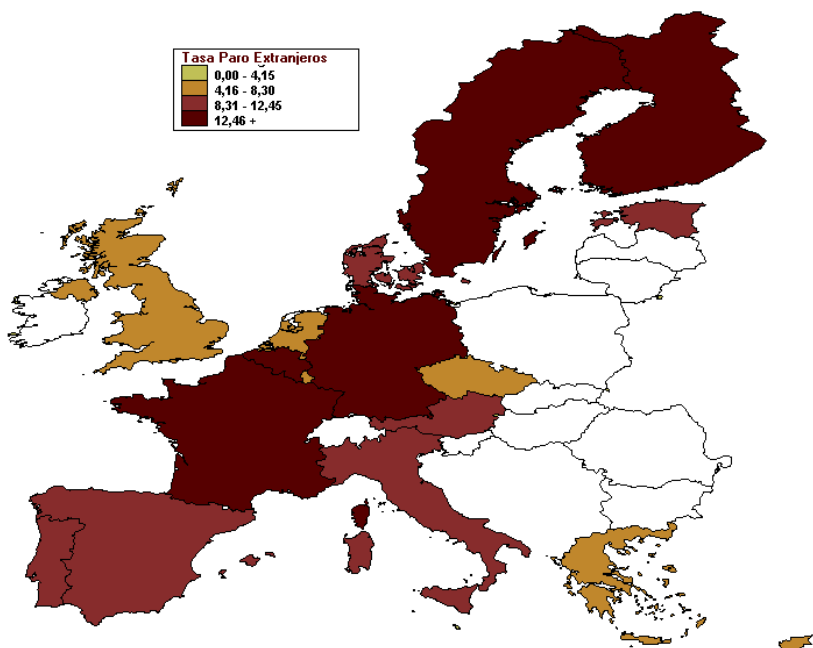 Tasa Paro Extranjeros
0,00 - 4,15
4,16 - 8,30
8,31 - 12,45
12,46 +